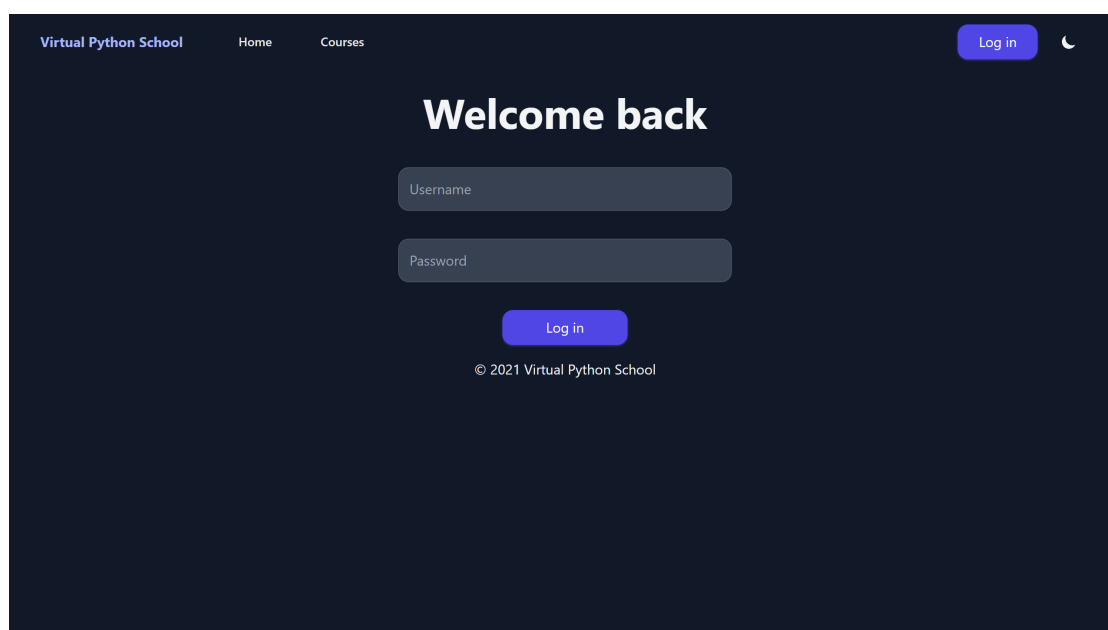 Virtual Python School Home Courses Log in
Welcome back
Username
Password
Log in
© 2021 Virtual Python School